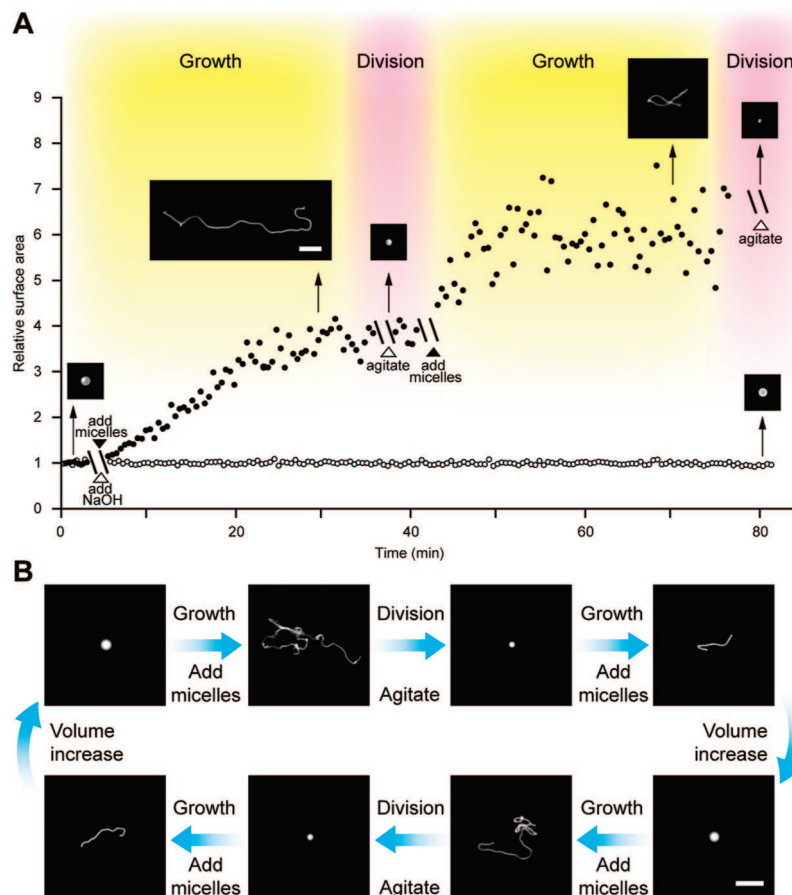 A
Growth Division Growth Division
9
8
7
6
5
4
3
2
1
0
Relative surface area
add
micelles
add
NaOH
agitate
add
micelles
agitate
0 20 40 60 80
Time (min)
B
Growth
Add
micelles
Division
Agitate
Growth
Add
micelles
Volume
increase
Volume
increase
Growth
Add
micelles
Division
Agitate
Growth
Add
micelles